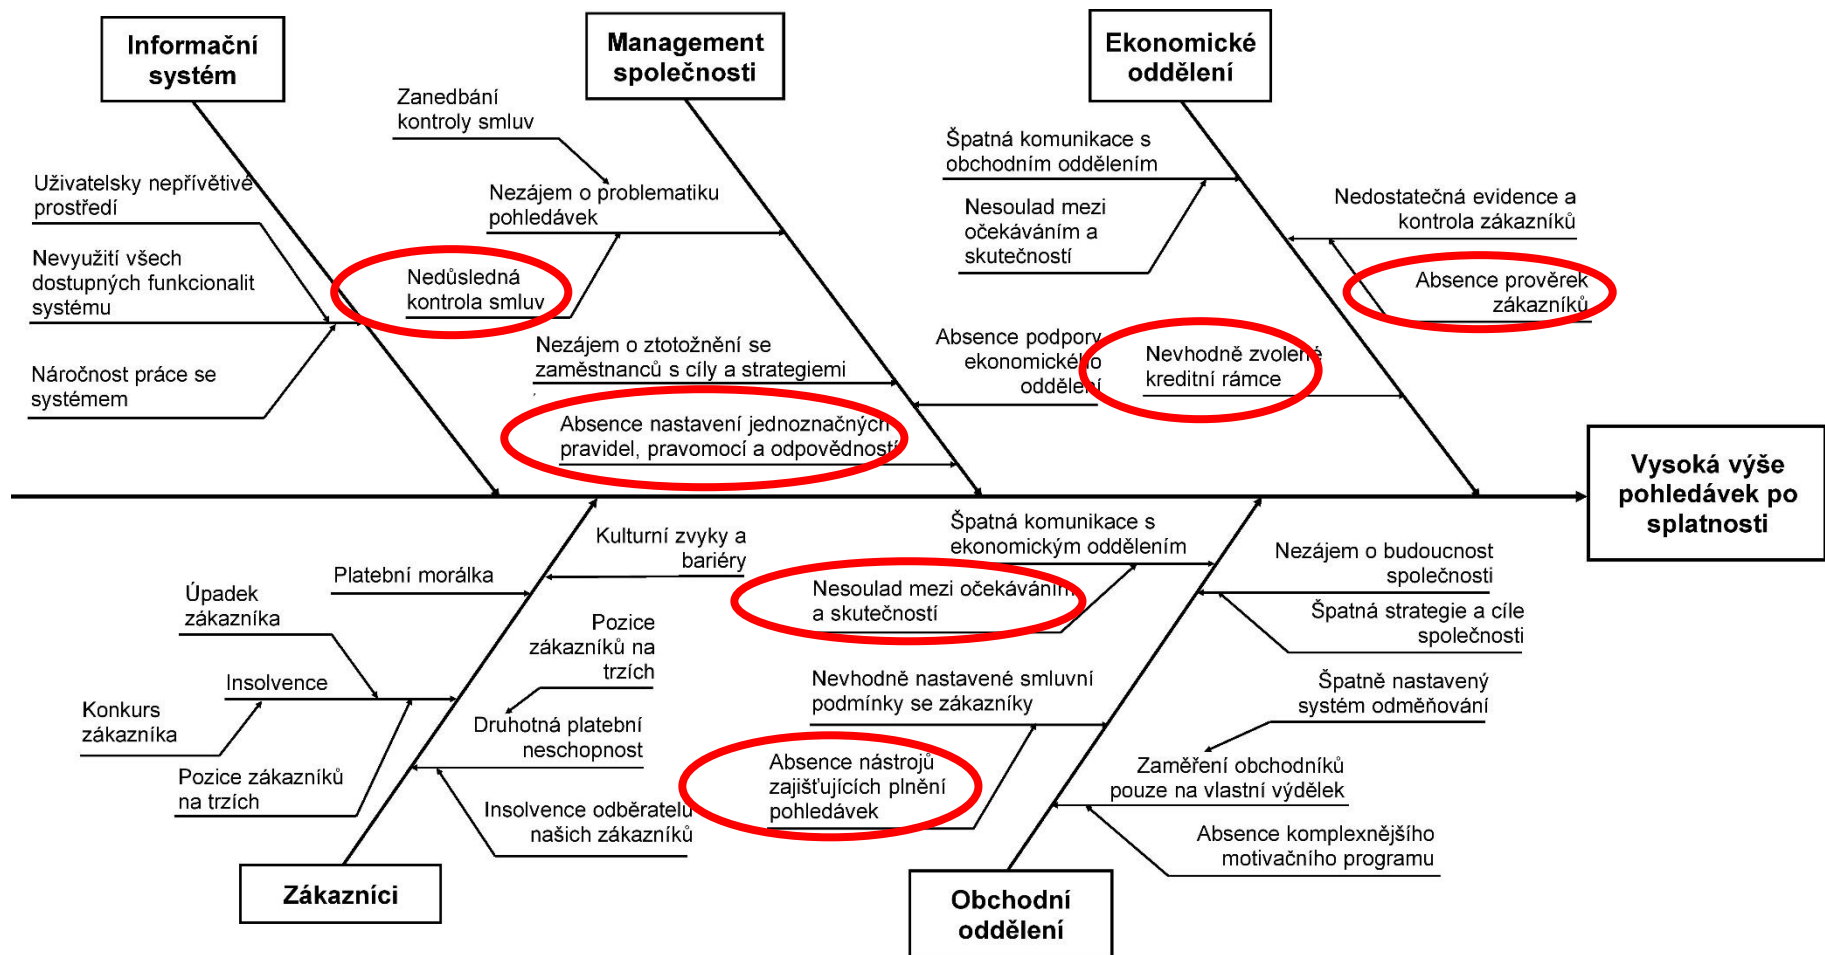 Informační
systém
Management
společnosti
Ekonomické
oddělení
Zanedbání
kontroly smluv
Uživatelsky nepřívětivé
prostředí
Nezájem o problematiku
pohledávek
Špatná komunikace s
obchodním oddělením
Nedostatečná evidence a
kontrola zákazníků
Nesoulad mezi
očekáváním a
skutečností
Nevyužití všech
dostupných funkcionalit
systému
Nedůsledná
kontrola smluv
Absence prověrek
zákazníků
Náročnost práce se
systémem
Nezájem o ztotožnění se
zaměstnanců s cíly a strategiemi
Absence podpory
ekonomického
oddělení
Nevhodně zvolené
kreditní rámce
Absence nastavení jednoznačných
pravidel, pravomocí a odpovědností
Vysoká výše
pohledávek po
splatnosti
Kulturní zvyky a
bariéry
Platební morálka
Úpadek
zákazníka
Pozice
zákazníků na
trzích
Insolvence
Konkurs
zákazníka
Druhotná platební
neschopnost
Pozice zákazníků
na trzích
Insolvence odběratelů
našich zákazníků
Zákazníci
Špatná komunikace s
ekonomickým oddělením
Nezájem o budoucnost
společnosti
Nesoulad mezi očekáváním
a skutečností
Špatná strategie a cíle
společnosti
Nevhodně nastavené smluvní
podmínky se zákazníky
Špatně nastavený
systém odměňování
Absence nástrojů
zajišťujících plnění
pohledávek
Zaměření obchodníků
pouze na vlastní výdělek
Absence komplexnějšího
motivačního programu
Obchodní
oddělení